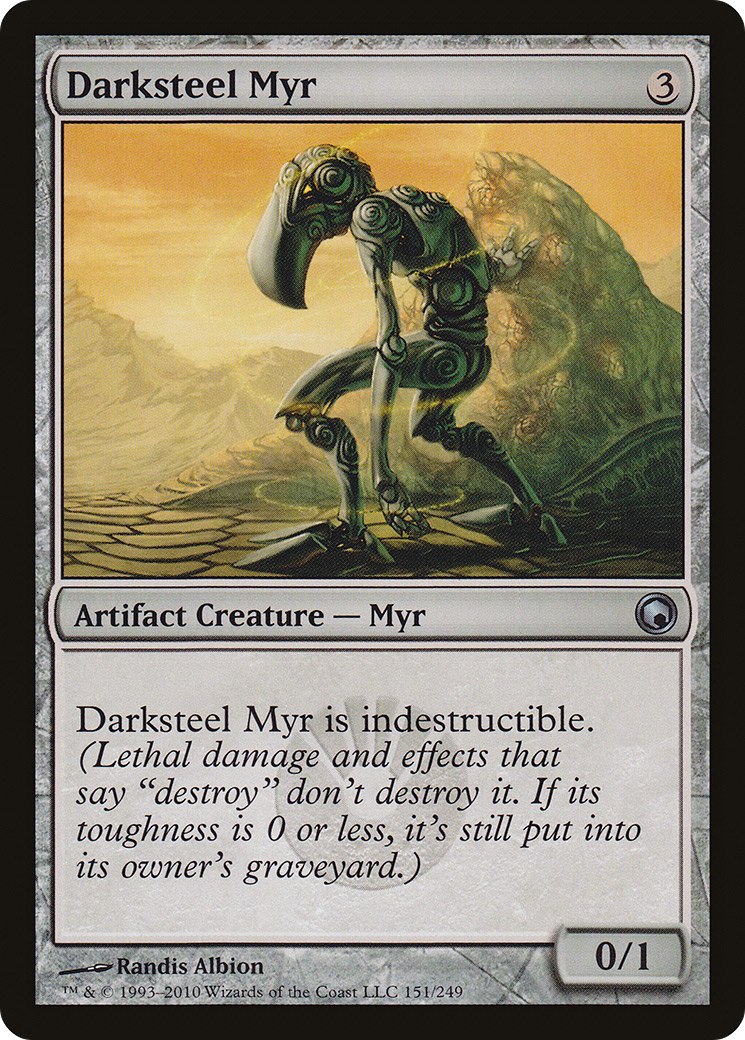 Darksteel Myr 3
Artifact Creature — Myr
Darksteel Myr is indestructible.
(Lethal damage and effects that
say “destroy” don’t destroy it. If its
toughness is 0 or less, it’s still put into
its owner’s graveyard.)
0/1
Randis Albion
™ & © 1993–2010 Wizards of the Coast LLC 151/249